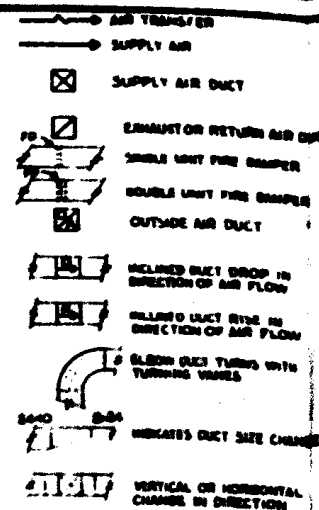 AIR TRANSFER
SUPPLY AIR
SUPPLY AIR DUCT
EXHAUST OR RETURN AIR DU
FD
SINGLE UNIT FIRE DAMPER
DOUBLE UNIT FIRE DAMPER
OUTSIDE AIR DUCT
INCLINED DUCT DROP IN
DIRECTION OF AIR FLOW
INCLINED DUCT RISE IN
DIRECTION OF AIR FLOW
ELBOW DUCT TURNS WITH
TURNING VANES
INDICATES DUCT SIZE CHANGE
VERTICAL OR HORIZONTAL
CHANGE IN DIRECTION